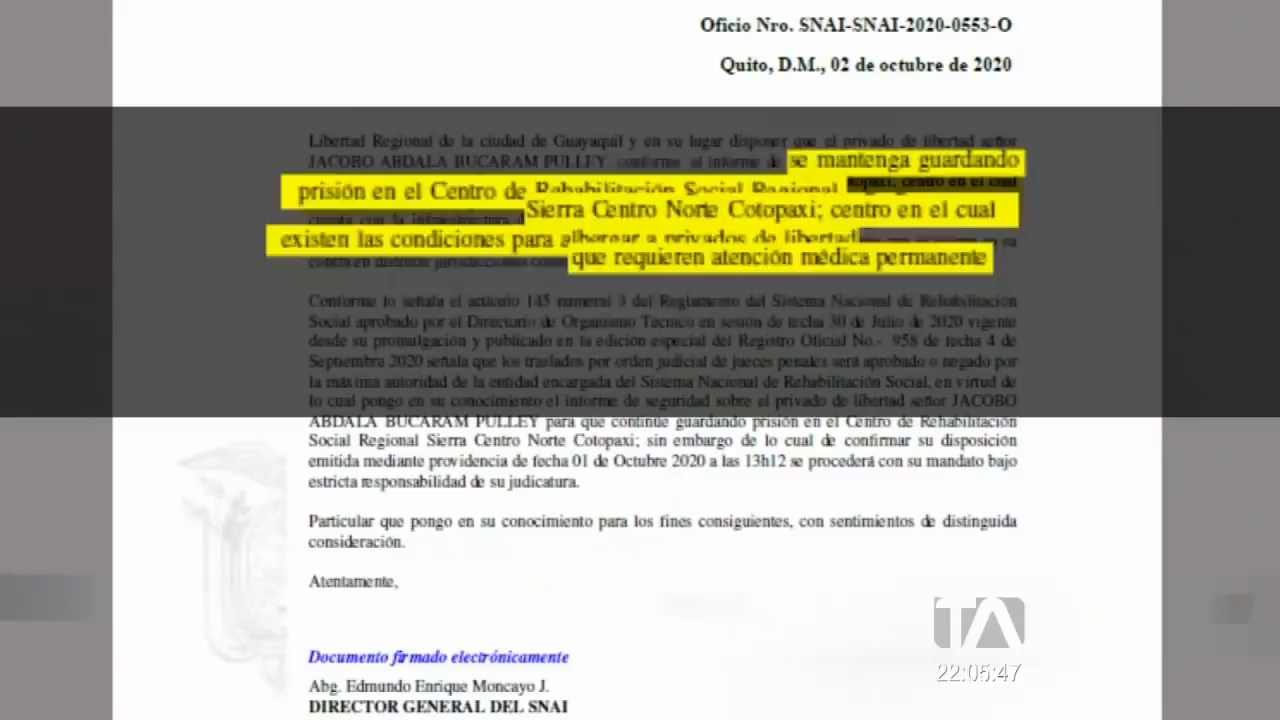 Oficio Nro. SNAI-SNAI-2020-0553-O
Quito, D.M., 02 de octubre de 2020
Libertad Regional de la ciudad de Guayaquil y en su lugar disponer que el privado de libertad señor
JACOBO ABDALA BUCARAM PULLEY, conforme al informe de
se mantenga guardando
prisión en el Centro de Rehabilitación Social Regional
Sierra Centro Norte Cotopaxi; centro en el cual
existen las condiciones para albergar a privados de libertad
que requieren atención médica permanente
Conforme lo señala el artículo 145 numeral 3 del Reglamento del Sistema Nacional de Rehabilitación
Social aprobado por el Directorio de Organismo Técnico en sesión de fecha 30 de Julio de 2020 vigente
desde su promulgación y publicado en la edición especial del Registro Oficial No.- 958 de fecha 4 de
Septiembre 2020 señala que los traslados por orden judicial de jueces penales será aprobado o negado por
la máxima autoridad de la entidad encargada del Sistema Nacional de Rehabilitación Social, en virtud de
lo cual pongo en su conocimiento el informe de seguridad sobre el privado de libertad señor JACOBO
ABDALA BUCARAM PULLEY para que continúe guardando prisión en el Centro de Rehabilitación
Social Regional Sierra Centro Norte Cotopaxi; sin embargo de lo cual de confirmar su disposición
emitida mediante providencia de fecha 01 de Octubre 2020 a las 13h12 se procederá con su mandato bajo
estricta responsabilidad de su judicatura.
Particular que pongo en su conocimiento para los fines consiguientes, con sentimientos de distinguida
consideración.
Atentamente,
Documento firmado electrónicamente
Abg. Edmundo Enrique Moncayo J.
DIRECTOR GENERAL DEL SNAI
TA
22:05:47